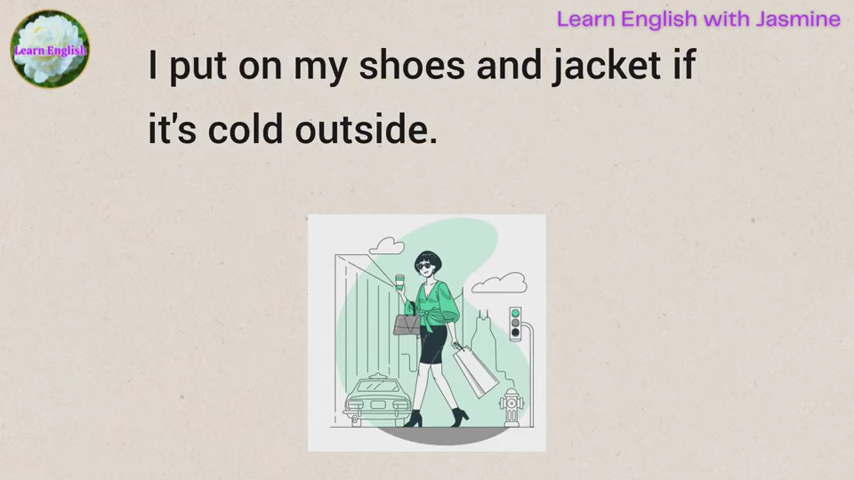 Learn English with Jasmine
Learn English
I put on my shoes and jacket if
it's cold outside.